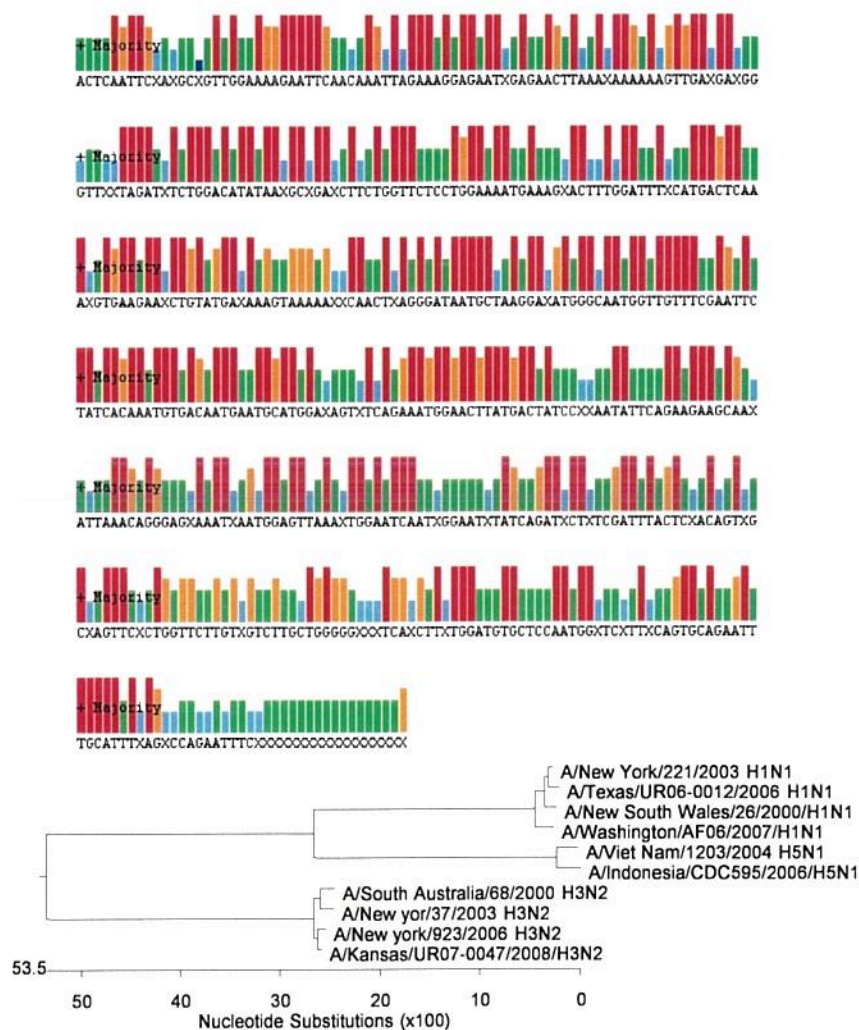 + Majority
ACTCAATTCXAXGCXGTTGGAAAAGAATTCAACAAATTAGAAAGGAGAATXGAGAACTTAAAXAAAAAAGTTGAXGAXGG
+ Majority
GTTXXTAGATXTCTGGACATATAAXGCXGAXCTTCTGGTTCTCCTGGAAAATGAAAGXACTTTGGATTTXCATGACTCAA
+ Majority
AXGTGAAGAAXCTGTATGAXAAAGTAAAAAAXXCAACTXAGGGATAATGCTAAGGAXATGGGCAATGGTTGTTTCGAATTC
+ Majority
TATCACAAATGTGACAATGAATGCATGGAXAGTXTCAGAAATGGAACTTATGACTATCCXXAATATTCAGAAGAAGCAAX
+ Majority
ATTAAACAGGGAGXAAATXAATGGAGTTAAAXTGGAATCAATXGGAATXTATCAGATXCTXTCGATTTACTCXACAGTXG
+ Majority
CXAGTTCXCTGGTTCTTGTXGTCTTGCTGGGGGXXXTCAXCTTXTGGATGTGCTCCAATGGXTCXTTXCAGTGCAGAATT
+ Majority
TGCATTTXAGXCCAGAATTTCXXXXXXXXXXXXXXXXXX
A/New York/221/2003 H1N1
A/Texas/UR06-0012/2006 H1N1
A/New South Wales/26/2000/H1N1
A/Washington/AF06/2007/H1N1
A/Viet Nam/1203/2004 H5N1
A/Indonesia/CDC595/2006/H5N1
A/South Australia/68/2000 H3N2
A/New yor/37/2003 H3N2
A/New york/923/2006 H3N2
A/Kansas/UR07-0047/2008/H3N2
53.5
50 40 30 20 10 0
Nucleotide Substitutions (x100)